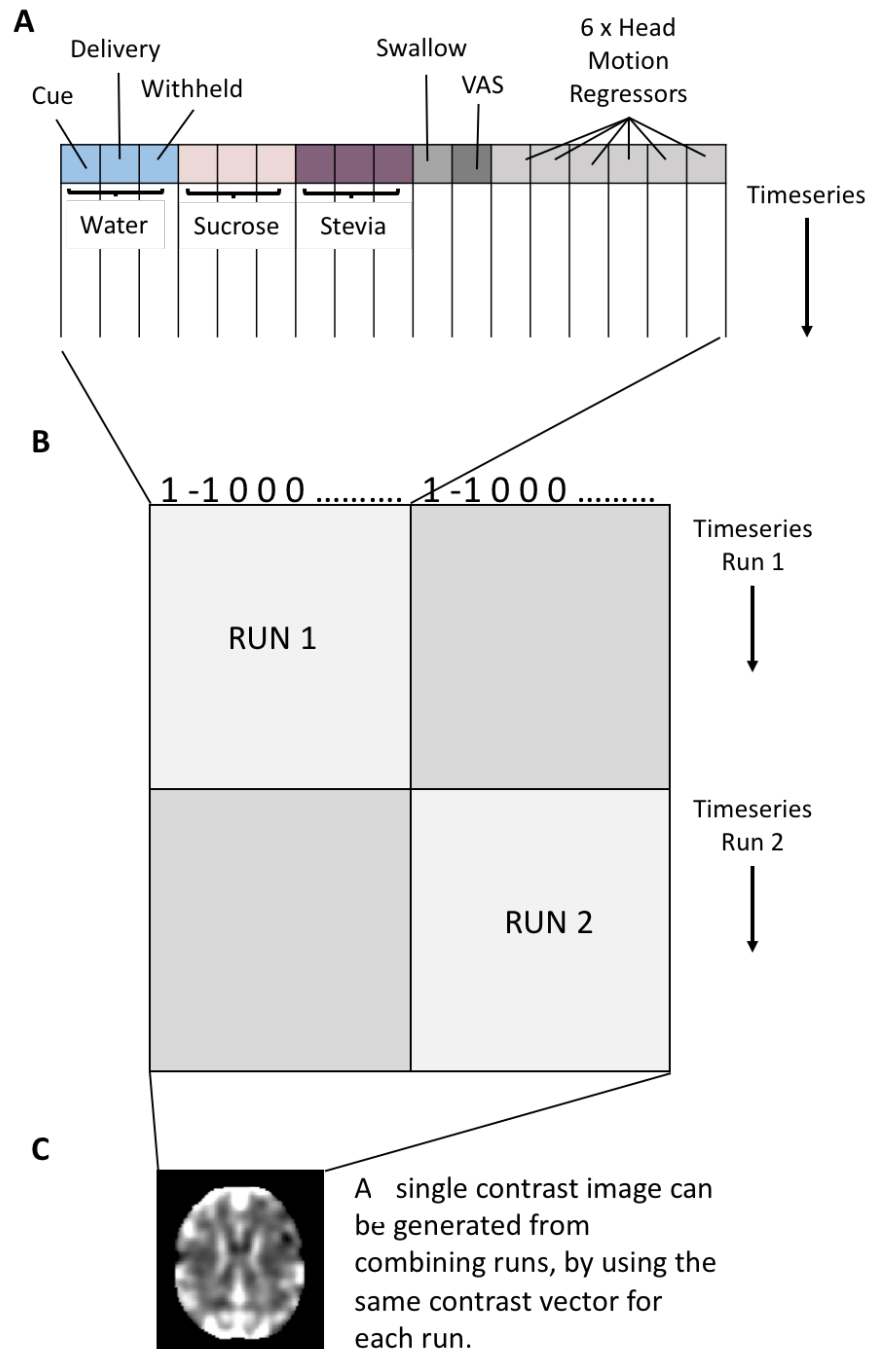 A
Delivery
Cue
Withheld
Swallow
VAS
6 x Head
Motion
Regressors
Timeseries
Water
Sucrose
Stevia
B
1 -1 0 0 0 .......... 1 -1 0 0 0 .........
Timeseries
Run 1
RUN 1
Timeseries
Run 2
RUN 2
C
A single contrast image can
be generated from
combining runs, by using the
same contrast vector for
each run.